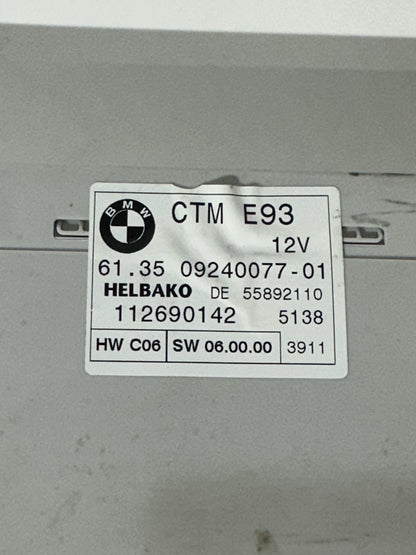 BMW
CTM E93
12V
61.35 09240077-01
HELBAKO DE 55892110
112690142 5138
HW C06 SW 06.00.00 3911